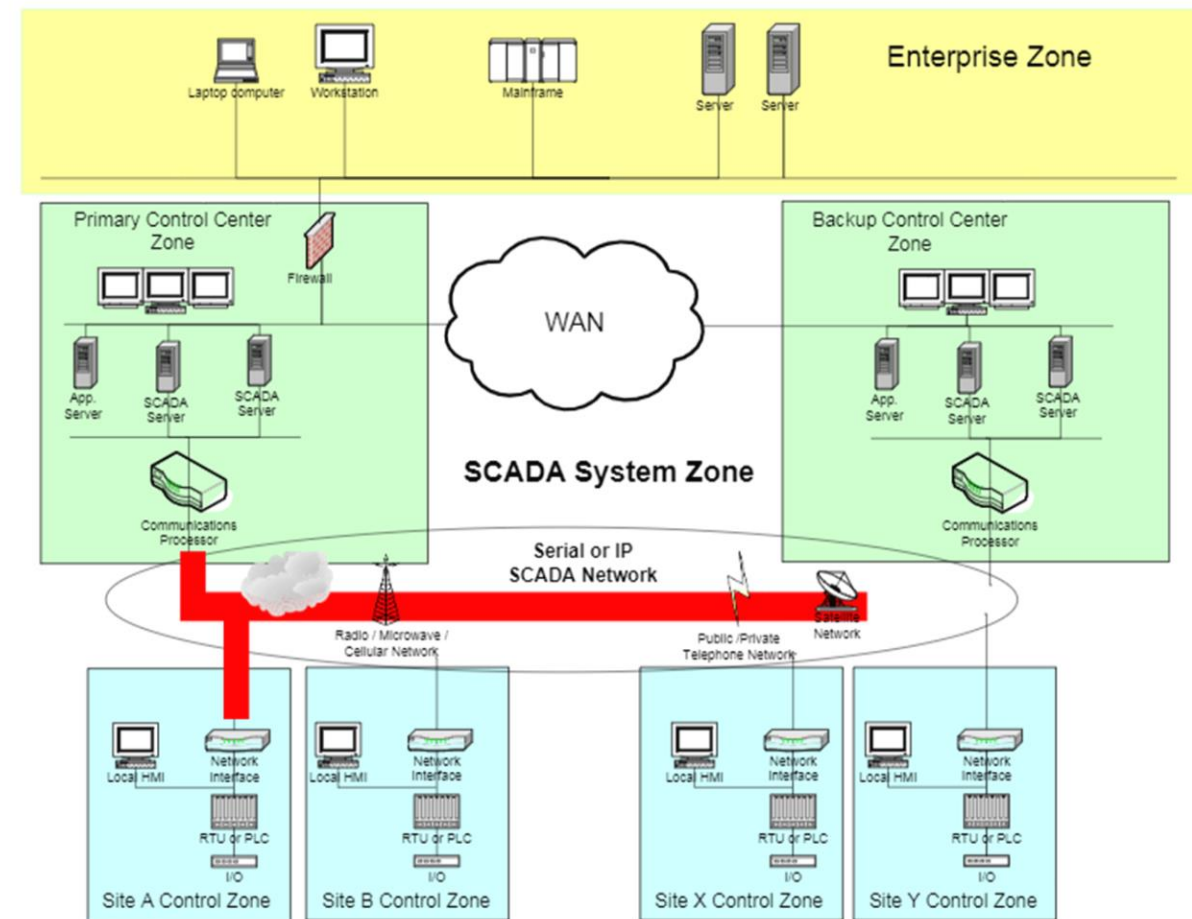 Enterprise Zone
Laptop computer
Workstation
Mainframe
Server
Server
Primary Control Center
Zone
Firewall
App.
Server
SCADA
Server
SCADA
Server
Communications
Processor
WAN
Backup Control Center
Zone
App.
Server
SCADA
Server
SCADA
Server
Communications
Processor
SCADA System Zone
Serial or IP
SCADA Network
Radio / Microwave /
Cellular Network
Public /Private
Telephone Network
Satellite
Network
Local HMI
Network
Interface
RTU or PLC
I/O
Site A Control Zone
Local HMI
Network
Interface
RTU or PLC
I/O
Site B Control Zone
Local HMI
Network
Interface
RTU or PLC
I/O
Site X Control Zone
Local HMI
Network
Interface
RTU or PLC
I/O
Site Y Control Zone